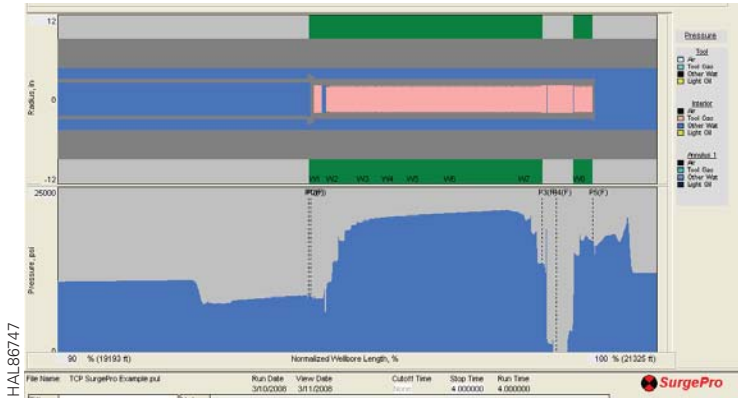 12
Radius, in
0
-12
W1 W2 W3 W4 W5 W6 W7 W8
25000
P3(F)
P5(F)
Pressure, psi
0
90 % (19193 ft)
Normalized Wellbore Length, %
100 % (21325 ft)
Pressure
Tool
Air
Tool Gas
Other Wat
Light Oil
Interior
Air
Tool Gas
Other Wat
Light Oil
Annulus 1
Air
Tool Gas
Other Wat
Light Oil
File Name: TCP SurgePro Example.pul
Run Date
3/10/2008
View Date
3/11/2008
Cutoff Time
None
Stop Time
4.000000
Run Time
4.000000
SurgePro
HAL86747